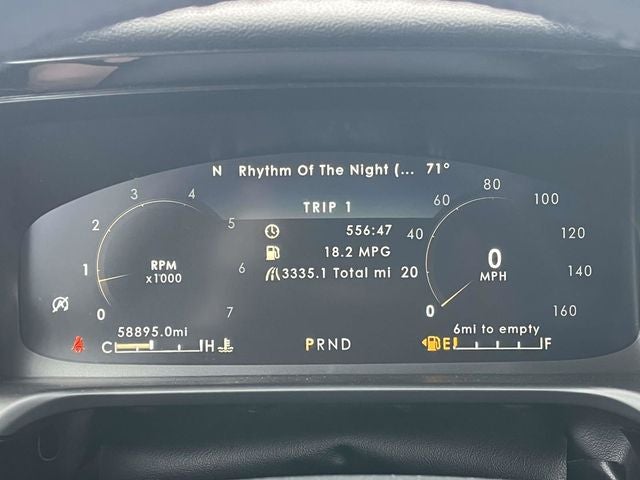 N Rhythm Of The Night (... 71°
TRIP 1
556:47
18.2 MPG
3335.1 Total mi
0 1 2 3 4 5 6 7
RPM
x1000
0 20 40 60 80 100 120 140 160
0
MPH
58895.0mi
C H
PRND
6mi to empty
E F